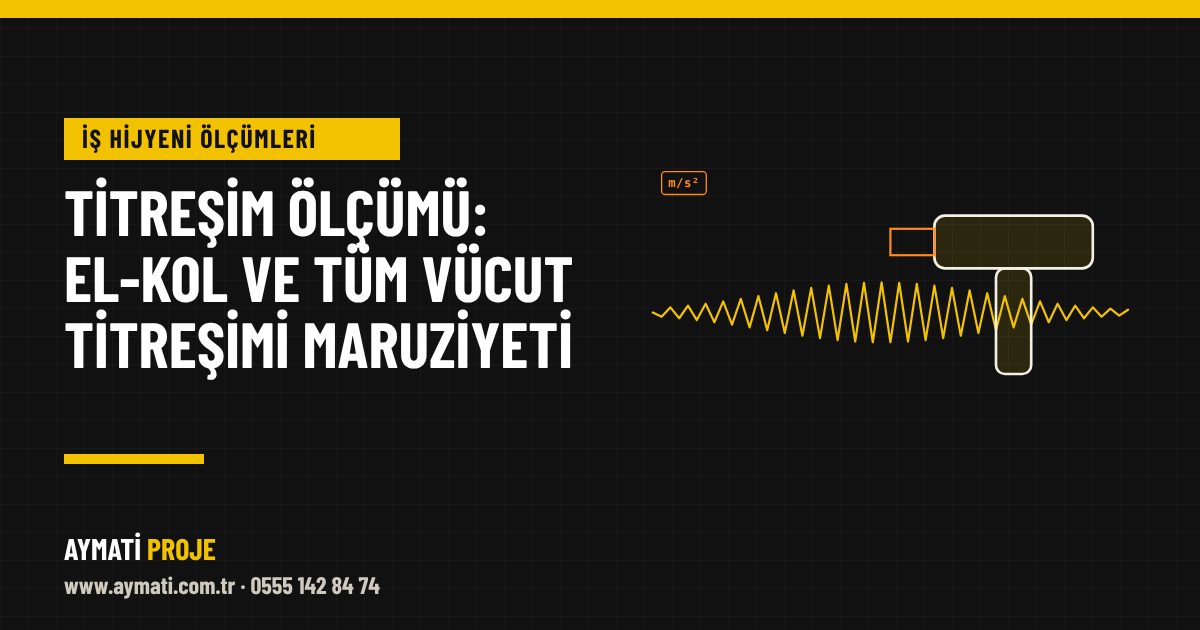 İŞ HİJYENİ ÖLÇÜMLERİ
TİTREŞİM ÖLÇÜMÜ:
EL-KOL VE TÜM VÜCUT
TİTREŞİMİ MARUZİYETİ
m/s²
AYMATİ PROJE
www.aymati.com.tr · 0555 142 84 74